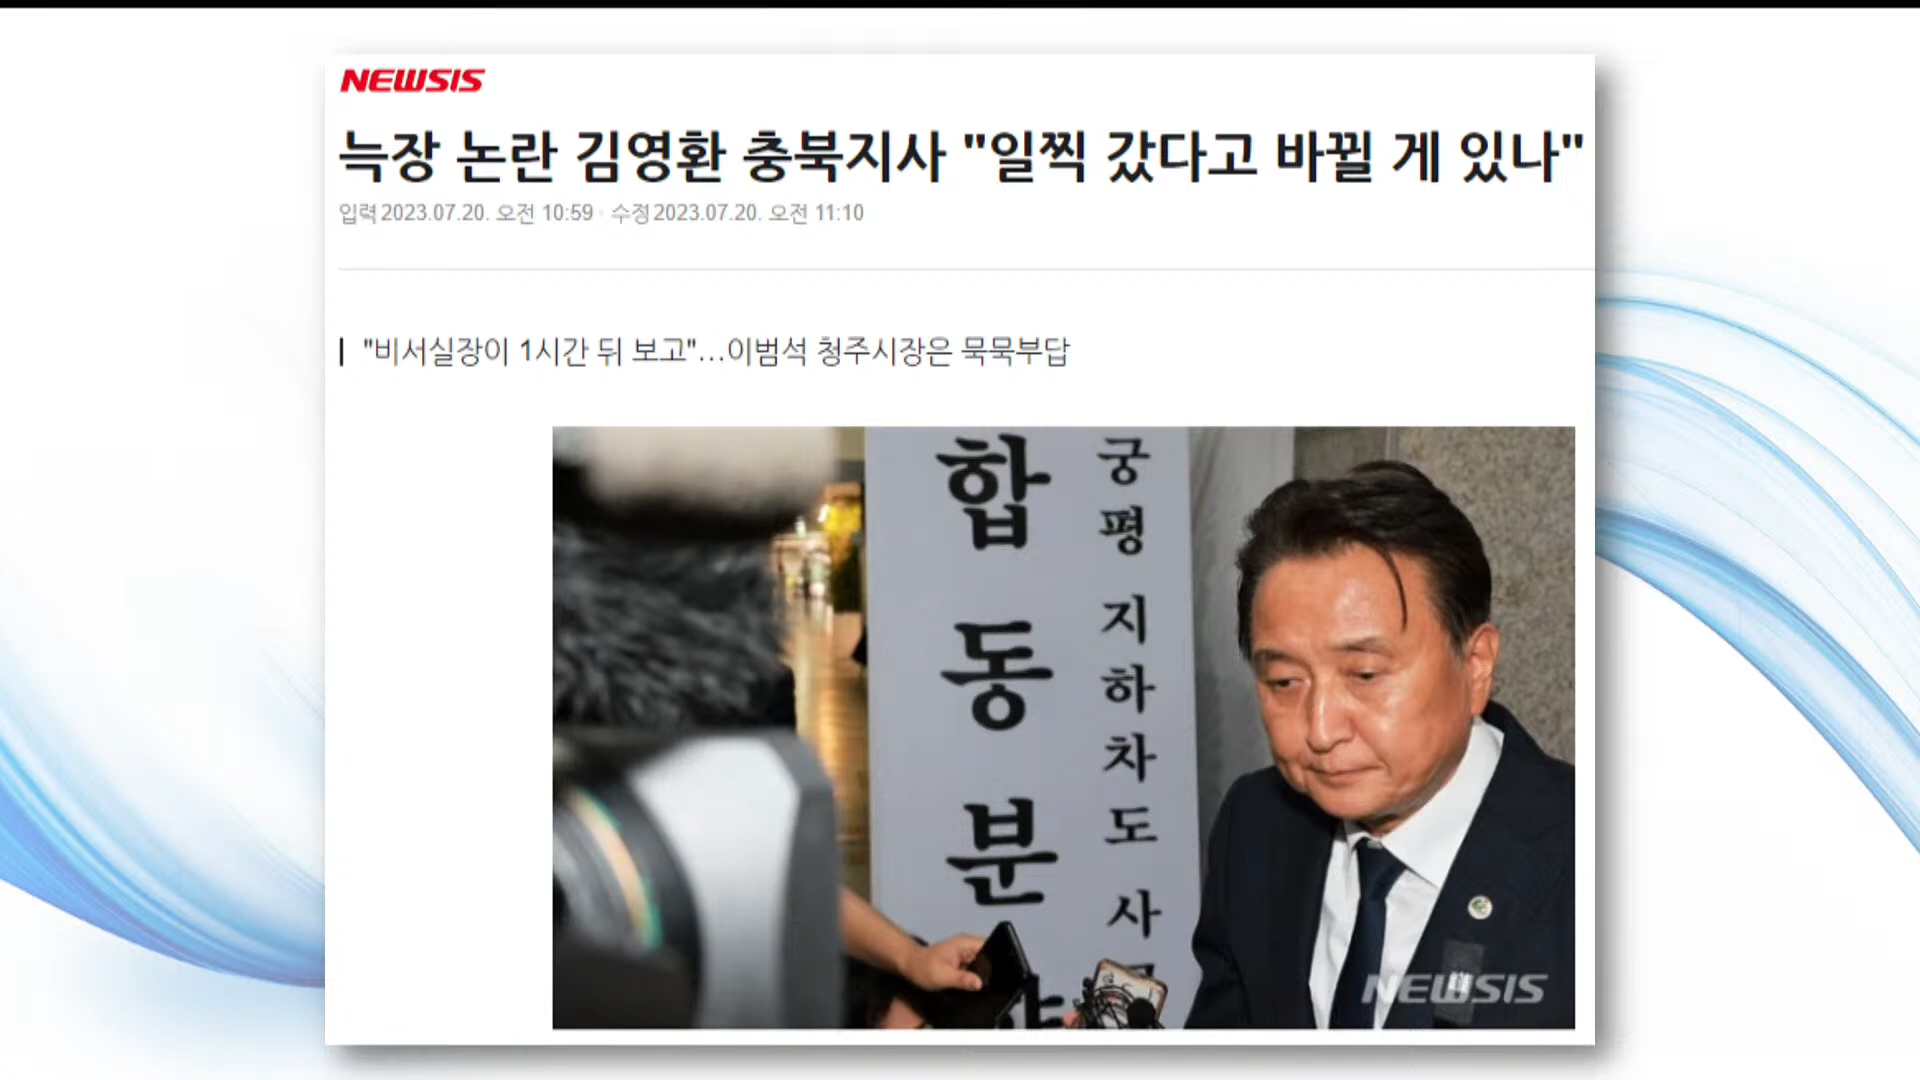 NEWSIS
늑장 논란 김영환 충북지사 "일찍 갔다고 바뀔 게 있나"
입력 2023.07.20. 오전 10:59 · 수정 2023.07.20. 오전 11:10
"비서실장이 1시간 뒤 보고"…이범석 청주시장은 묵묵부답
궁평 지하차도 사
합동분
NEWSIS